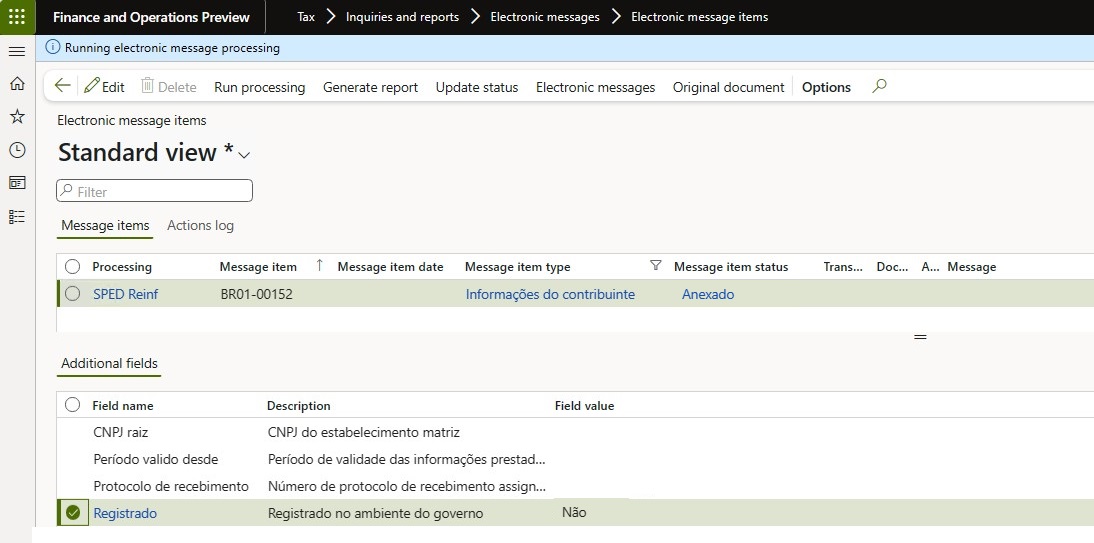 Finance and Operations Preview Tax Inquiries and reports Electronic messages Electronic message items
Running electronic message processing
Edit Delete Run processing Generate report Update status Electronic messages Original document Options
Electronic message items
Standard view *
Filter
Message items Actions log
Processing Message item Message item date Message item type Message item status Trans... Doc... A... Message
SPED Reinf BR01-00152 Informações do contribuinte Anexado
Additional fields
Field name Description Field value
CNPJ raiz CNPJ do estabelecimento matriz
Período valido desde Período de validade das informações prestad...
Protocolo de recebimento Número de protocolo de recebimento assign...
Registrado Registrado no ambiente do governo Não